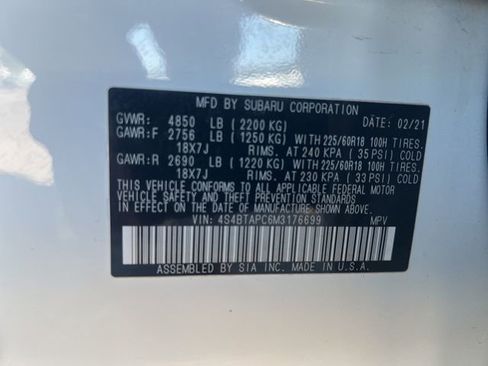 MFD BY SUBARU CORPORATION DATE: 02/21
GVWR: 4850 LB ( 2200 KG)
GAWR:F 2756 LB ( 1250 KG) WITH 225/60R18 100H
18X7J RIMS. AT 240 KPA ( 35 PSI) COLD
GAWR:R 2690 LB ( 1220 KG) WITH 225/60R18 100H
18X7J RIMS. AT 230 KPA ( 33 PSI) COLD
THIS VEHICLE CONFORMS TO ALL APPLICABLE FEDERAL MOTOR
VEHICLE SAFETY AND THEFT PREVENTION STANDARDS
IN EFFECT ON THE DATE OF MANUFACTURE SHOWN ABOVE.
VIN: 4S4BTAPC6M3176699 MPV
ASSEMBLED BY SIA INC. MADE IN U.S.A.